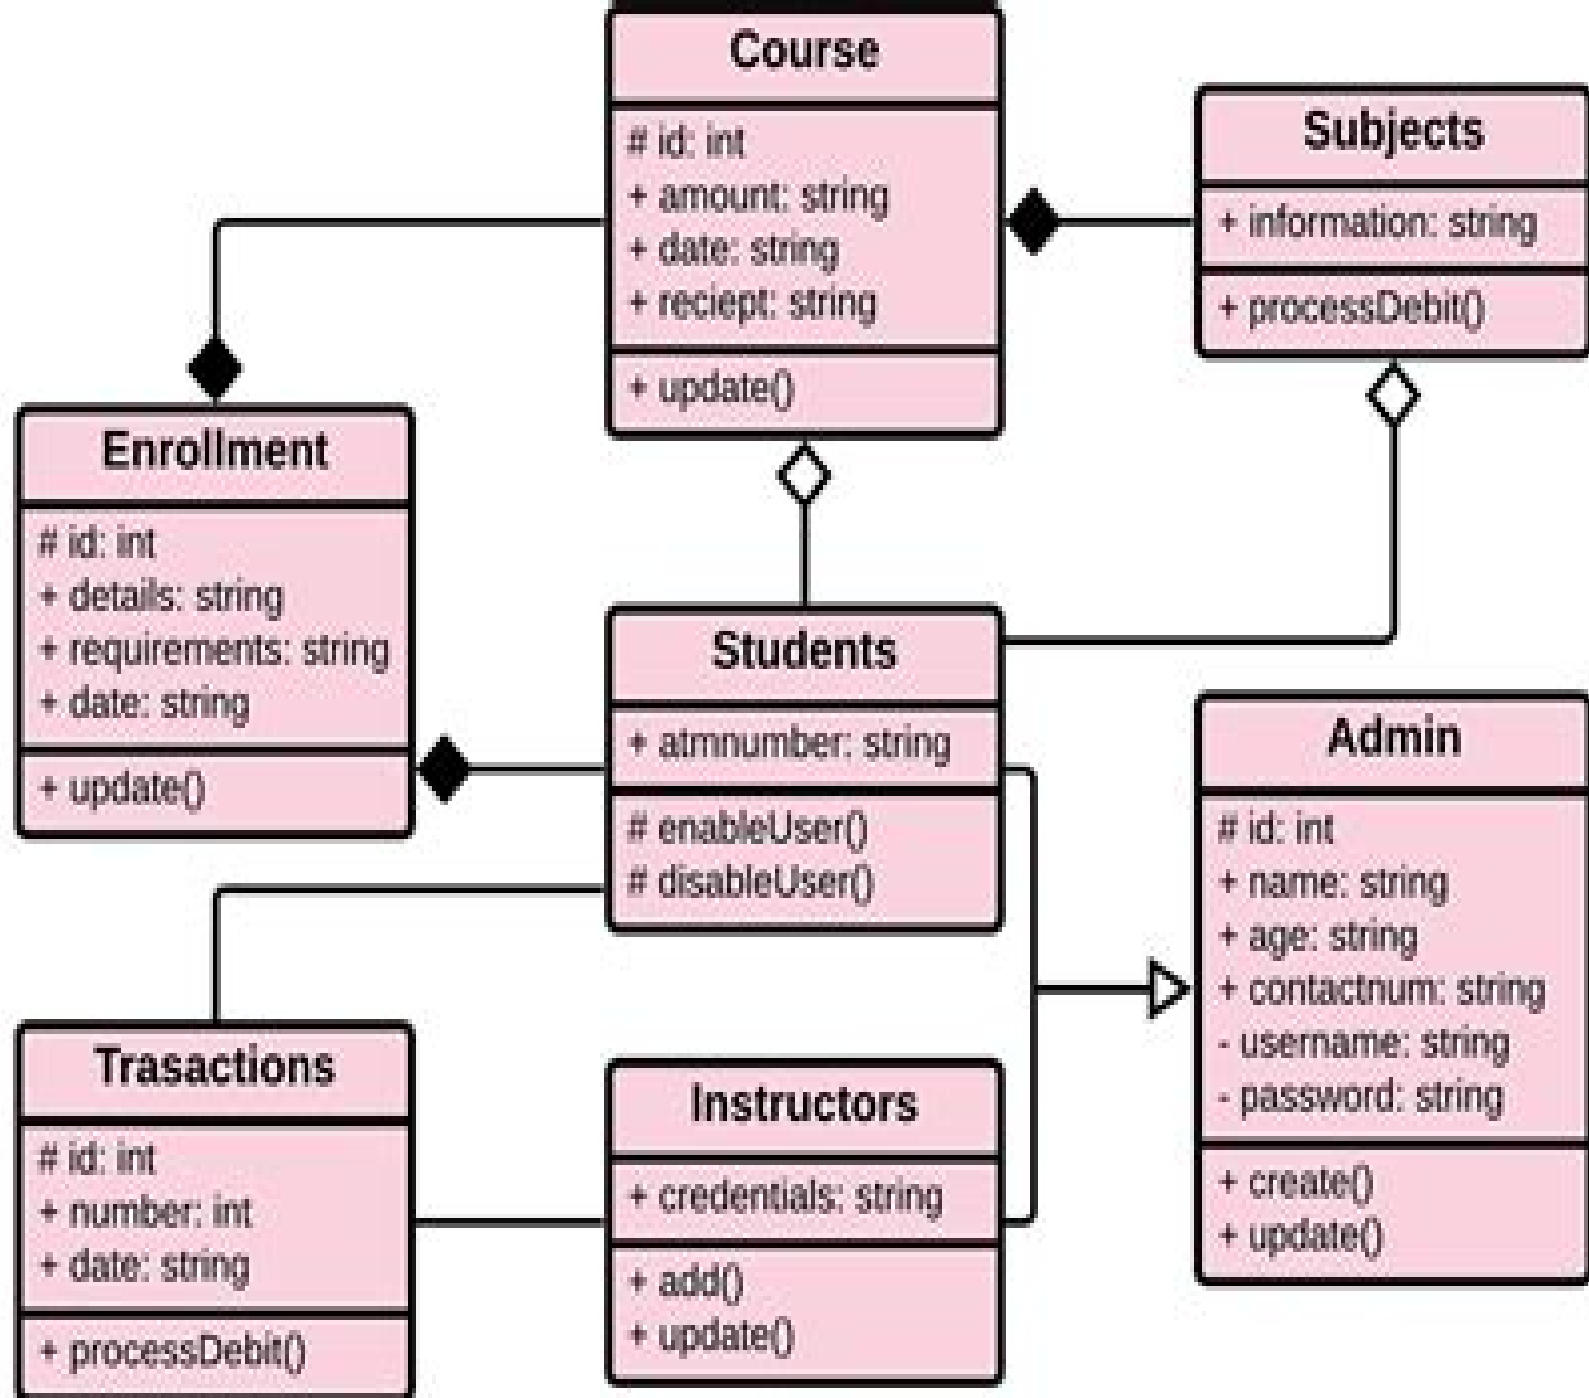 Course
# id: int
+ amount: string
+ date: string
+ reciept: string
+ update()
Subjects
+ information: string
+ processDebit()
Enrollment
# id: int
+ details: string
+ requirements: string
+ date: string
+ update()
Students
+ atmnumber: string
# enableUser()
# disableUser()
Admin
# id: int
+ name: string
+ age: string
+ contactnum: string
- username: string
- password: string
+ create()
+ update()
Trasactions
# id: int
+ number: int
+ date: string
+ processDebit()
Instructors
+ credentials: string
+ add()
+ update()